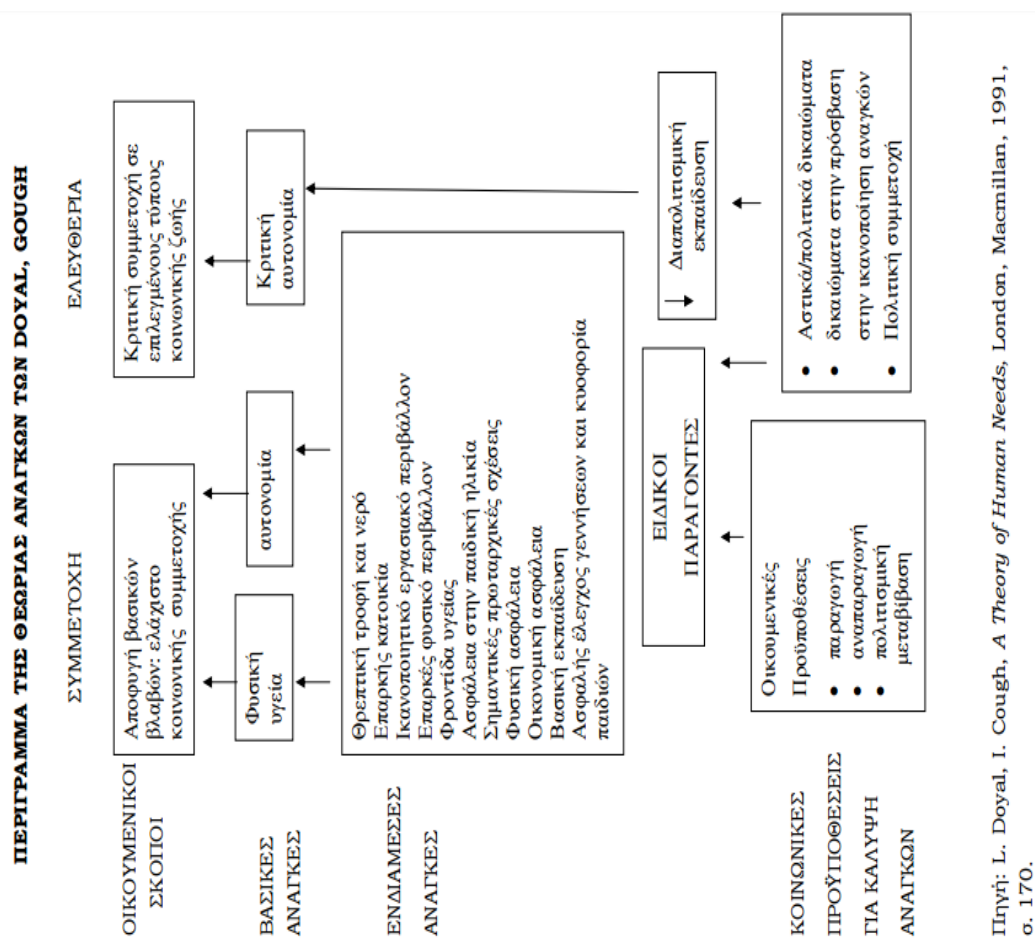 ΠΕΡΙΓΡΑΜΜΑ ΤΗΣ ΘΕΩΡΙΑΣ ΑΝΑΓΚΩΝ ΤΩΝ DOYAL, GOUGH
ΣΥΜΜΕΤΟΧΗ
ΕΛΕΥΘΕΡΙΑ
ΟΙΚΟΥΜΕΝΙΚΟΙ
ΣΚΟΠΟΙ
Αποφυγή βασικών
βλαβών: ελάχιστο
κοινωνικής συμμετοχής
Κριτική συμμετοχή σε
επιλεγμένους τύπους
κοινωνικής ζωής
ΒΑΣΙΚΕΣ
ΑΝΑΓΚΕΣ
Φυσική
υγεία
αυτονομία
Κριτική
αυτονομία
ΕΝΔΙΑΜΕΣΕΣ
ΑΝΑΓΚΕΣ
Θρεπτική τροφή και νερό
Επαρκής κατοικία
Ικανοποιητικό εργασιακό περιβάλλον
Επαρκές φυσικό περιβάλλον
Φροντίδα υγείας
Ασφάλεια στην παιδική ηλικία
Σημαντικές πρωταρχικές σχέσεις
Φυσική ασφάλεια
Οικονομική ασφάλεια
Βασική εκπαίδευση
Ασφαλής έλεγχος γεννήσεων και κυοφορία
παιδιών
ΕΙΔΙΚΟΙ
ΠΑΡΑΓΟΝΤΕΣ
Διαπολιτισμική
εκπαίδευση
ΚΟΙΝΩΝΙΚΕΣ
ΠΡΟΫΠΟΘΕΣΕΙΣ
ΓΙΑ ΚΑΛΥΨΗ
ΑΝΑΓΚΩΝ
Οικουμενικές
Προϋποθέσεις
• παραγωγή
• αναπαραγωγή
• πολιτισμική
μεταβίβαση
• Αστικά/πολιτικά δικαιώματα
• δικαιώματα στην πρόσβαση
στην ικανοποίηση αναγκών
• Πολιτική συμμετοχή
Πηγή: L. Doyal, I. Cough, A Theory of Human Needs, London, Macmillan, 1991,
σ. 170.